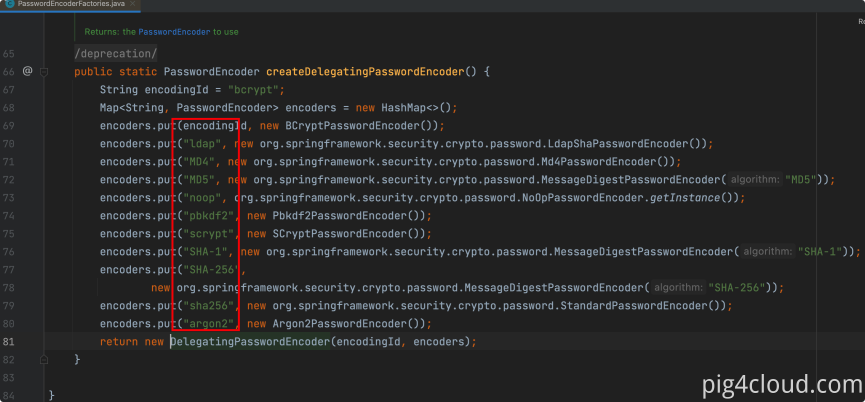 PasswordEncoderFactories.java
Returns: the PasswordEncoder to use
Re
65 /deprecation/
66 @ public static PasswordEncoder createDelegatingPasswordEncoder() {
67 String encodingId = "bcrypt";
68 Map<String, PasswordEncoder> encoders = new HashMap<>();
69 encoders.put(encodingId, new BCryptPasswordEncoder());
70 encoders.put("ldap", new org.springframework.security.crypto.password.LdapShaPasswordEncoder());
71 encoders.put("MD4", new org.springframework.security.crypto.password.Md4PasswordEncoder());
72 encoders.put("MD5", new org.springframework.security.crypto.password.MessageDigestPasswordEncoder( algorithm: "MD5"));
73 encoders.put("noop", org.springframework.security.crypto.password.NoOpPasswordEncoder.getInstance());
74 encoders.put("pbkdf2", new Pbkdf2PasswordEncoder());
75 encoders.put("scrypt", new SCryptPasswordEncoder());
76 encoders.put("SHA-1", new org.springframework.security.crypto.password.MessageDigestPasswordEncoder( algorithm: "SHA-1"));
77 encoders.put("SHA-256",
78 new org.springframework.security.crypto.password.MessageDigestPasswordEncoder( algorithm: "SHA-256"));
79 encoders.put("sha256", new org.springframework.security.crypto.password.StandardPasswordEncoder());
80 encoders.put("argon2", new Argon2PasswordEncoder());
81 return new DelegatingPasswordEncoder(encodingId, encoders);
82 }
83
84 }
pig4cloud.com